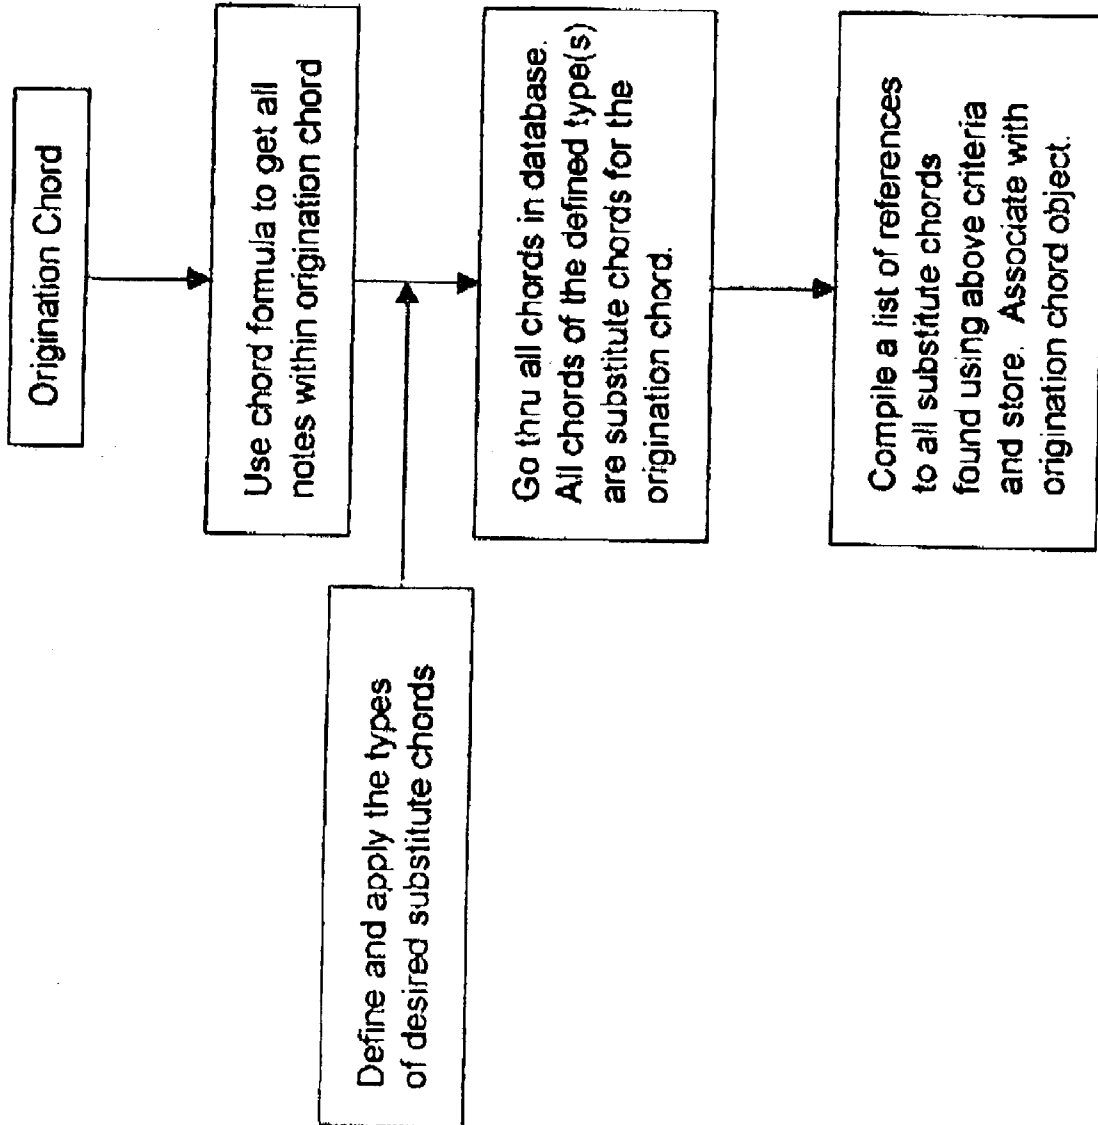 Origination Chord
Use chord formula to get all
notes within origination chord
Define and apply the types
of desired substitute chords
Go thru all chords in database.
All chords of the defined type(s)
are substitute chords for the
origination chord.
Compile a list of references
to all substitute chords
found using above criteria
and store. Associate with
origination chord object.